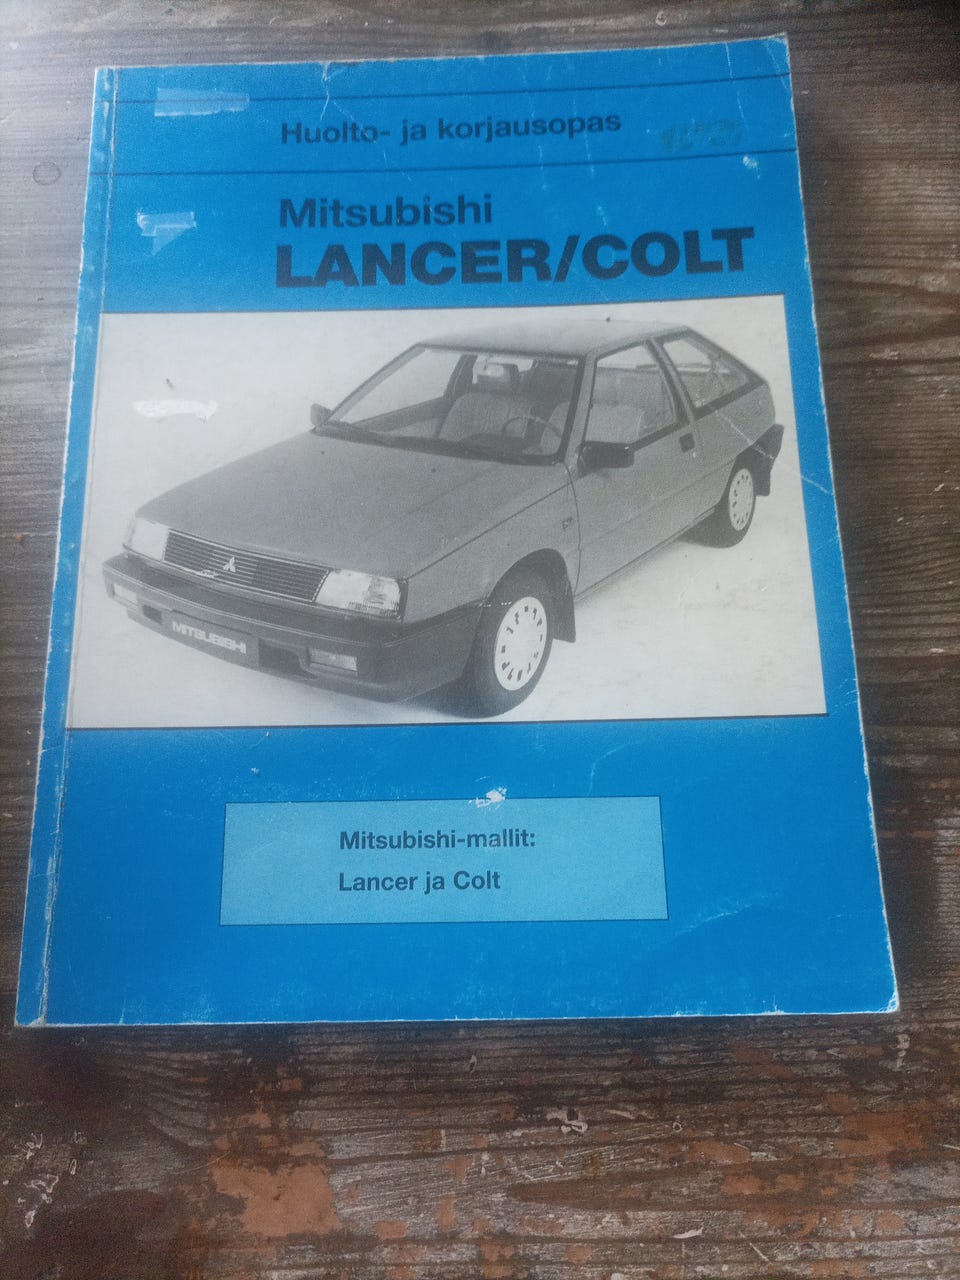 Huolto- ja korjausopas
Mitsubishi
LANCER/COLT
MITSUBISHI
Mitsubishi-mallit:
Lancer ja Colt